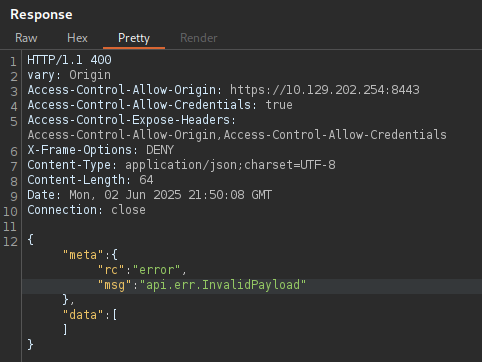 Response
Raw Hex Pretty Render
1 HTTP/1.1 400
2 vary: Origin
3 Access-Control-Allow-Origin: https://10.129.202.254:8443
4 Access-Control-Allow-Credentials: true
5 Access-Control-Expose-Headers:
Access-Control-Allow-Origin,Access-Control-Allow-Credentials
6 X-Frame-Options: DENY
7 Content-Type: application/json;charset=UTF-8
8 Content-Length: 64
9 Date: Mon, 02 Jun 2025 21:50:08 GMT
10 Connection: close
11
12 {
"meta":{
"rc":"error",
"msg":"api.err.InvalidPayload"
},
"data":[
]
}